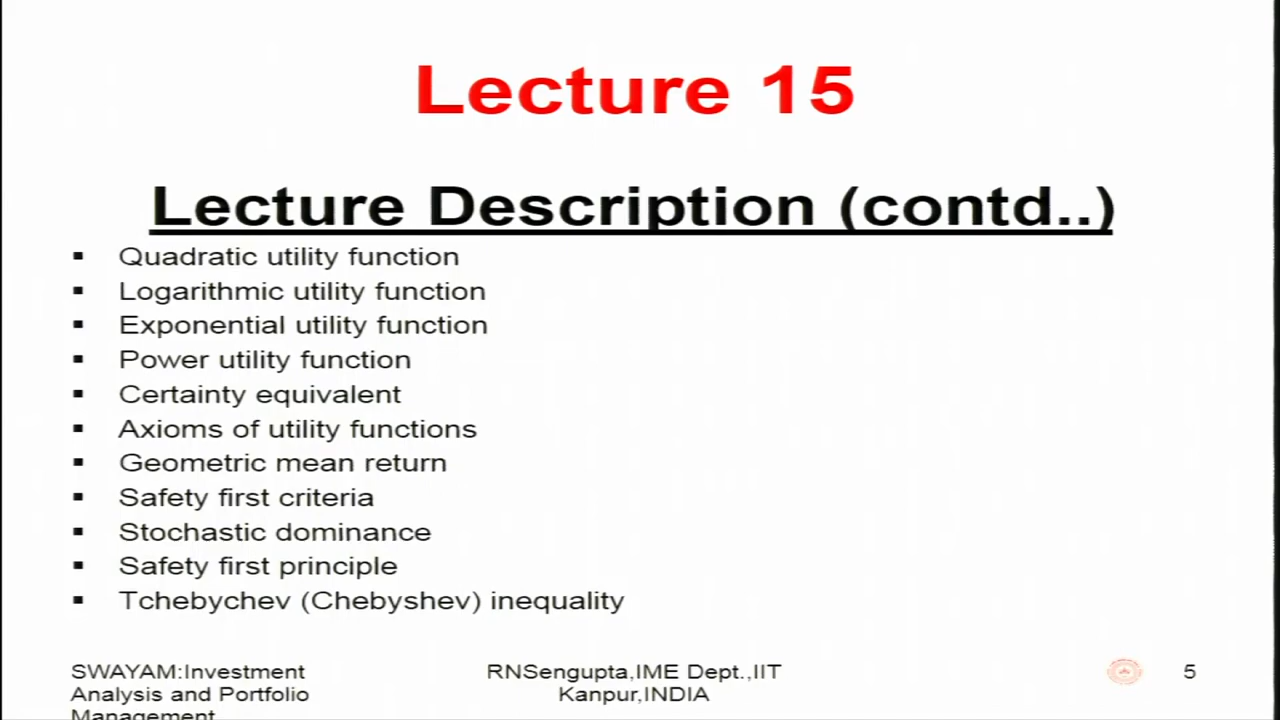 Lecture 15
Lecture Description (contd..)
▪ Quadratic utility function
▪ Logarithmic utility function
▪ Exponential utility function
▪ Power utility function
▪ Certainty equivalent
▪ Axioms of utility functions
▪ Geometric mean return
▪ Safety first criteria
▪ Stochastic dominance
▪ Safety first principle
▪ Tchebychev (Chebyshev) inequality
SWAYAM:Investment
Analysis and Portfolio
Management
RNSengupta,IME Dept.,IIT
Kanpur,INDIA
5